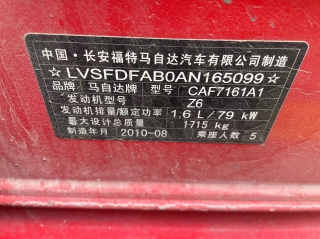 中国·长安福特马自达汽车有限公司制造
☆LVSFDFAB0AN165099☆
品牌 马自达牌 型号 CAF7161A1
发动机型号 Z6
发动机排量/额定功率 1.6 L/79 kW
最大设计总质量 1715 kg
制造年月 2010-08 乘座人数 5